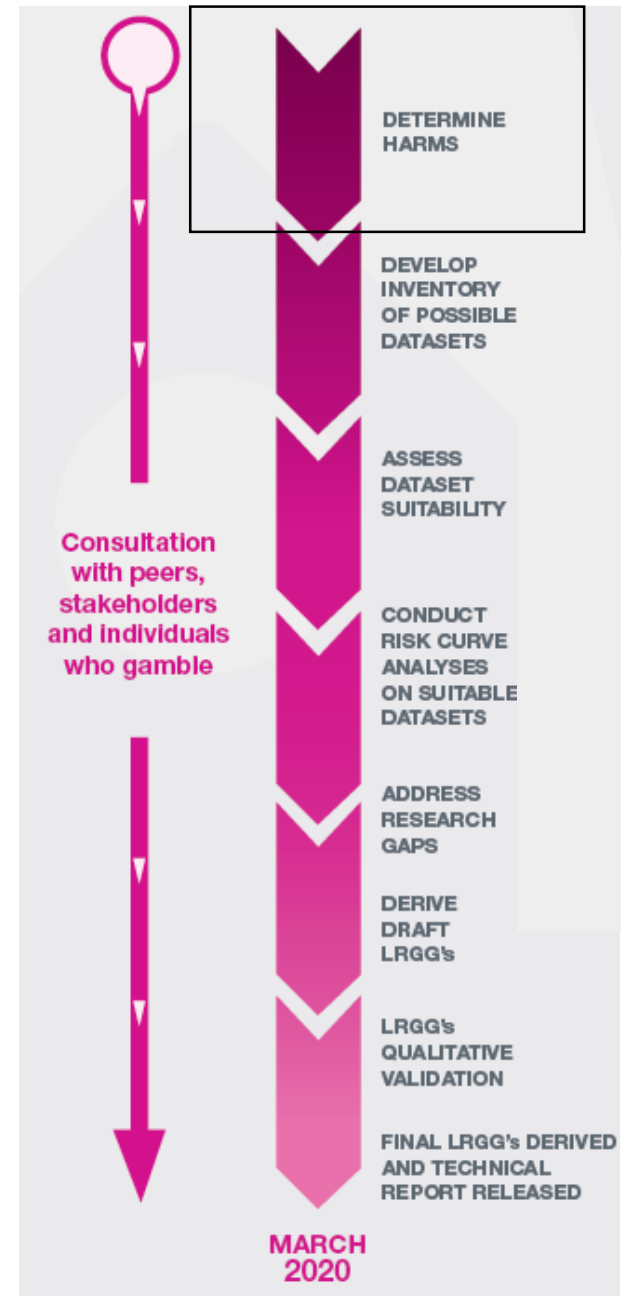 DETERMINE
HARMS
DEVELOP
INVENTORY
OF POSSIBLE
DATASETS
ASSESS
DATASET
SUITABILITY
Consultation
with peers,
stakeholders
and individuals
who gamble
CONDUCT
RISK CURVE
ANALYSES
ON SUITABLE
DATASETS
ADDRESS
RESEARCH
GAPS
DERIVE
DRAFT
LRGG's
LRGG's
QUALITATIVE
VALIDATION
FINAL LRGG's DERIVED
AND TECHNICAL
REPORT RELEASED
MARCH
2020